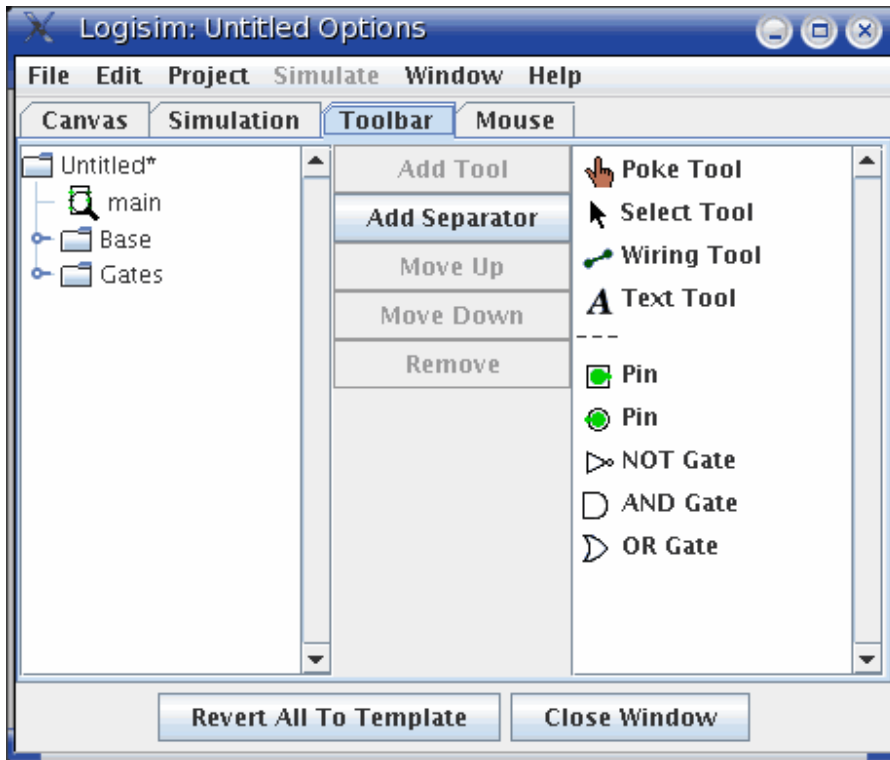 Logisim: Untitled Options
File Edit Project Simulate Window Help
Canvas Simulation Toolbar Mouse
Untitled*
main
Base
Gates
Add Tool
Add Separator
Move Up
Move Down
Remove
Poke Tool
Select Tool
Wiring Tool
A Text Tool
----
Pin
Pin
NOT Gate
AND Gate
OR Gate
Revert All To Template Close Window